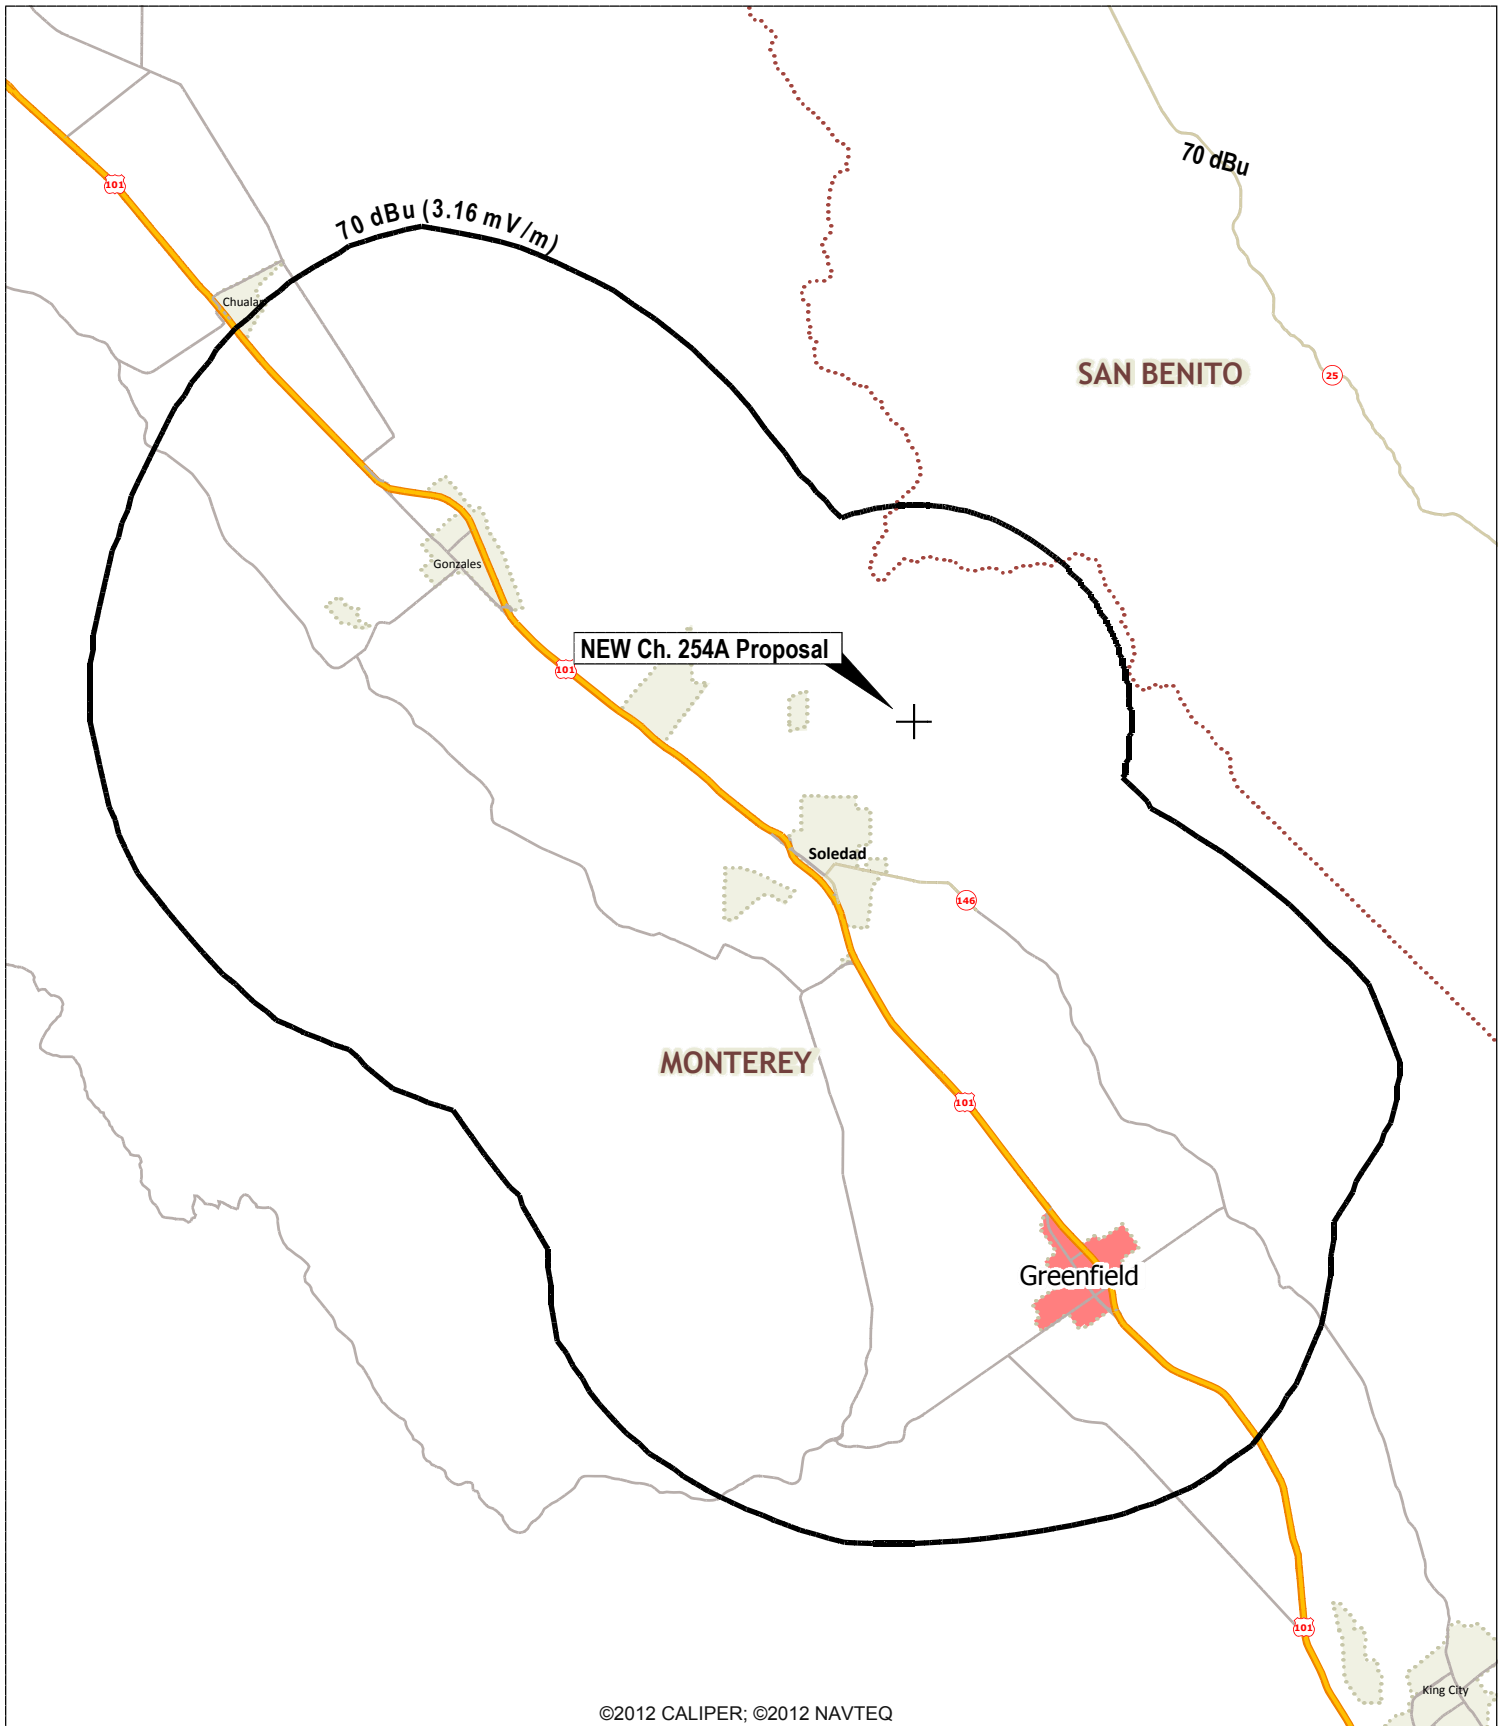 70 dBu
101
70 dBu (3.16 mV/m)
Chualar
SAN BENITO
25
Gonzales
NEW Ch. 254A Proposal
101
Soledad
146
MONTEREY
101
Greenfield
101
King City
©2012 CALIPER; ©2012 NAVTEQ